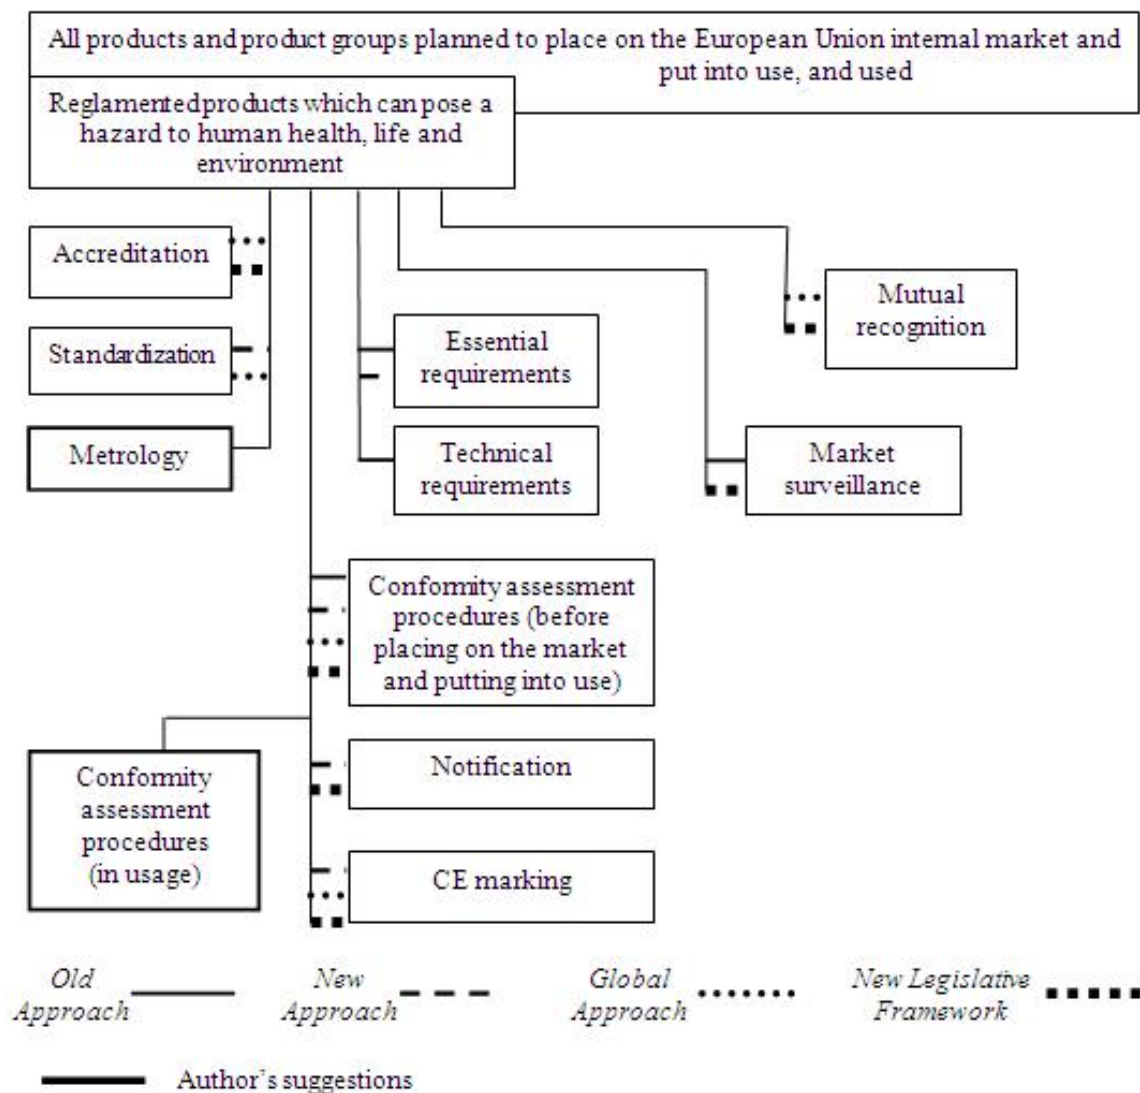 All products and product groups planned to place on the European Union internal market and
put into use, and used
Reglamented products which can pose a
hazard to human health, life and
environment
Accreditation
Standardization
Metrology
Essential
requirements
Technical
requirements
Mutual
recognition
Market
surveillance
Conformity assessment
procedures (before
placing on the market
and putting into use)
Conformity
assessment
procedures
(in usage)
Notification
CE marking
Old
Approach
New
Approach
Global
Approach
New Legislative
Framework
Author's suggestions